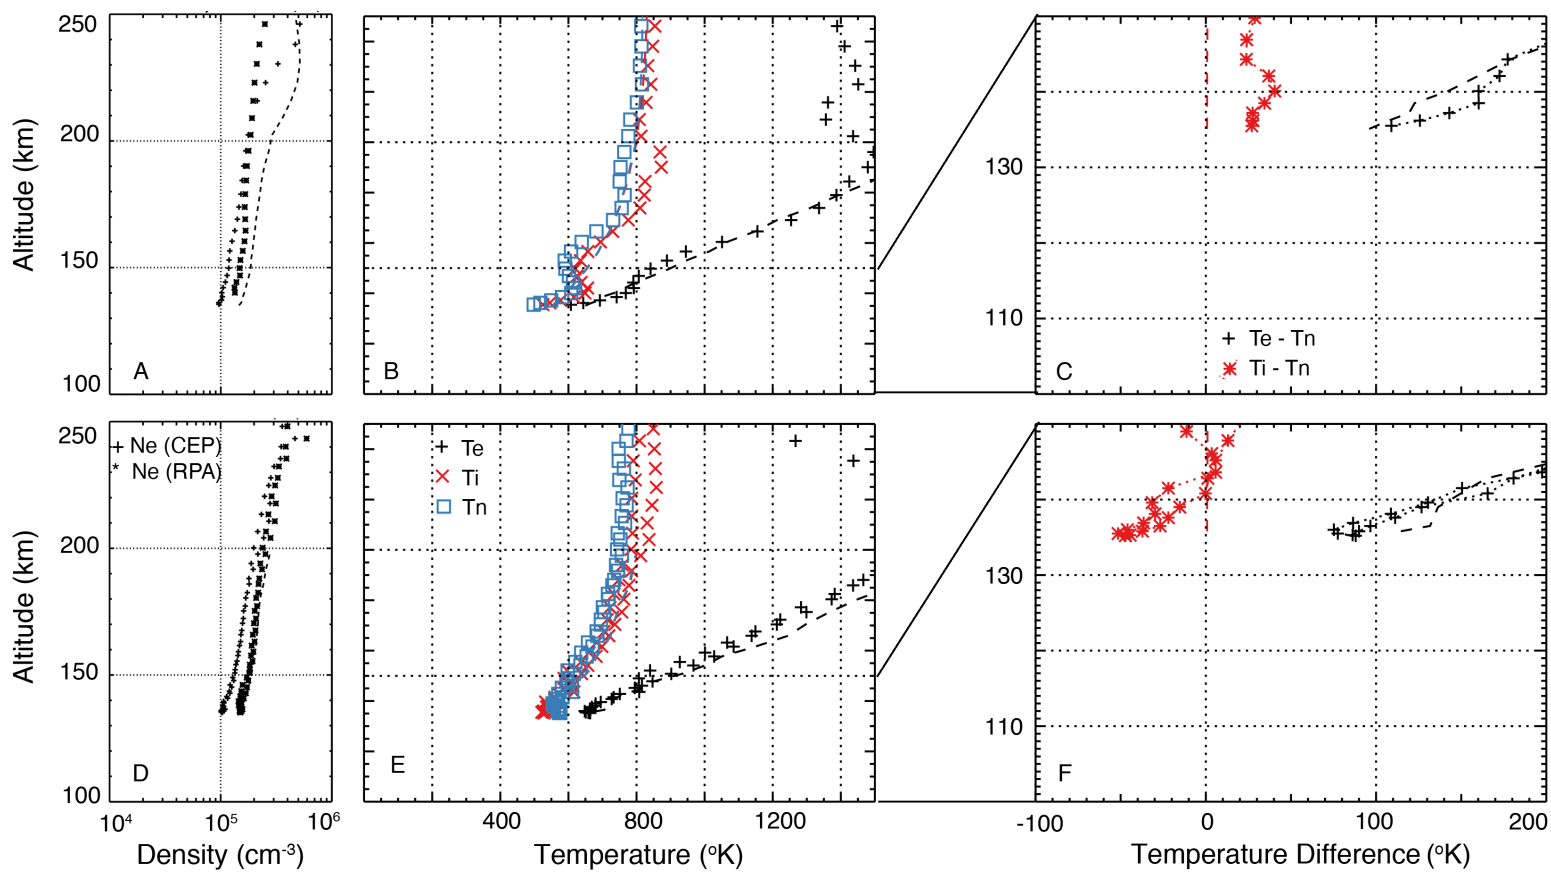 250
200
150
100
Altitude (km)
A
B
130
110
C
+ Te - Tn
Ti - Tn
250
200
150
100
Altitude (km)
+ Ne (CEP)
* Ne (RPA)
D
+ Te
× Ti
□ Tn
E
130
110
F
10⁴ 10⁵ 10⁶
Density (cm⁻³)
400 800 1200
Temperature (ºK)
-100 0 100 200
Temperature Difference (ºK)